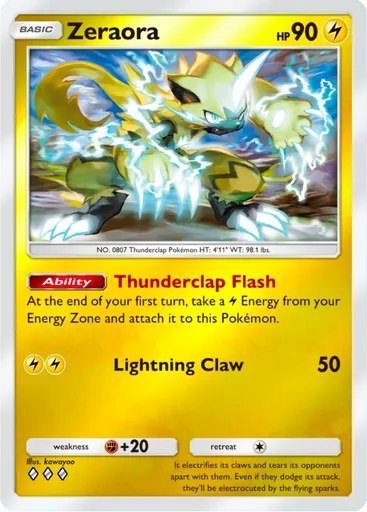 BASIC
Zeraora
HP 90
NO. 0807 Thunderclap Pokémon HT: 4'11" WT: 98.1 lbs.
Ability Thunderclap Flash
At the end of your first turn, take a Energy from your
Energy Zone and attach it to this Pokémon.
Lightning Claw 50
weakness +20
retreat
Illus. kawayoo
It electrifies its claws and tears its opponents
apart with them. Even if they dodge its attack,
they'll be electrocuted by the flying sparks.